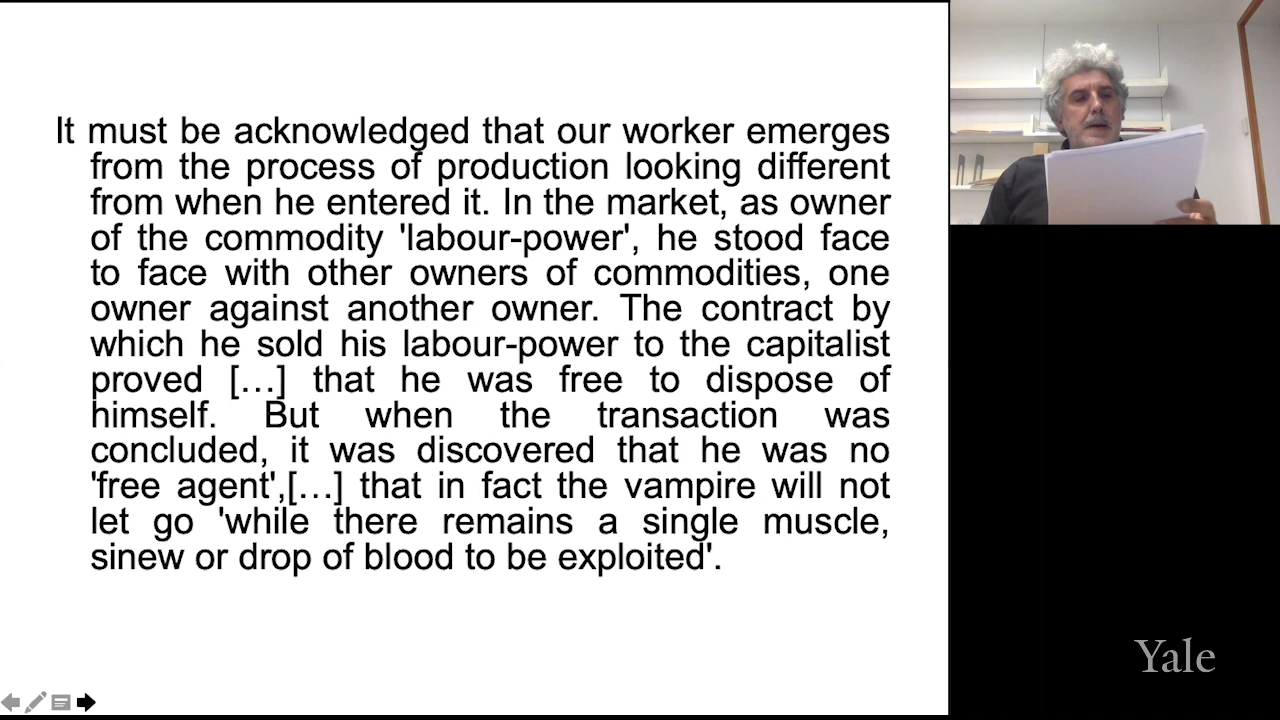 It must be acknowledged that our worker emerges
from the process of production looking different
from when he entered it. In the market, as owner
of the commodity 'labour-power', he stood face
to face with other owners of commodities, one
owner against another owner. The contract by
which he sold his labour-power to the capitalist
proved […] that he was free to dispose of
himself. But when the transaction was
concluded, it was discovered that he was no
'free agent',[…] that in fact the vampire will not
let go 'while there remains a single muscle,
sinew or drop of blood to be exploited'.
Yale